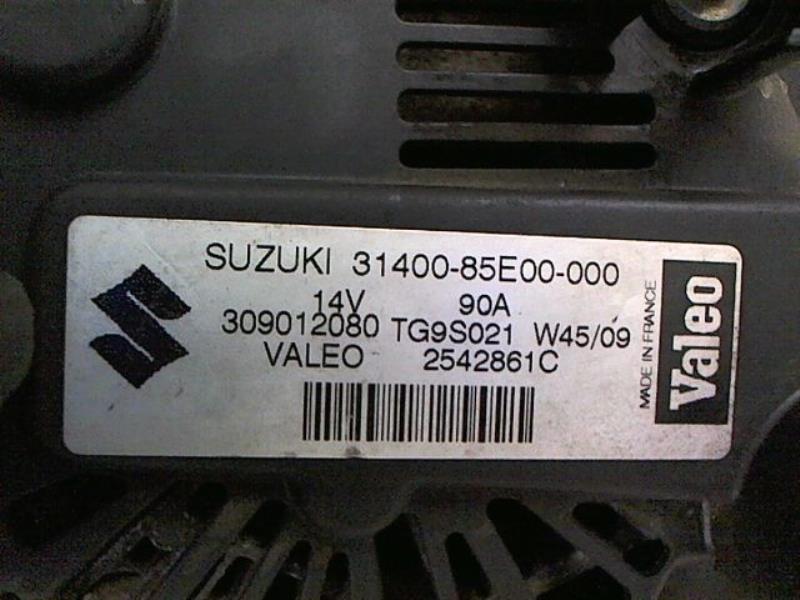 SUZUKI 31400-85E00-000
14V 90A
309012080 TG9S021 W45/09
VALEO 2542861C
MADE IN FRANCE
Valeo